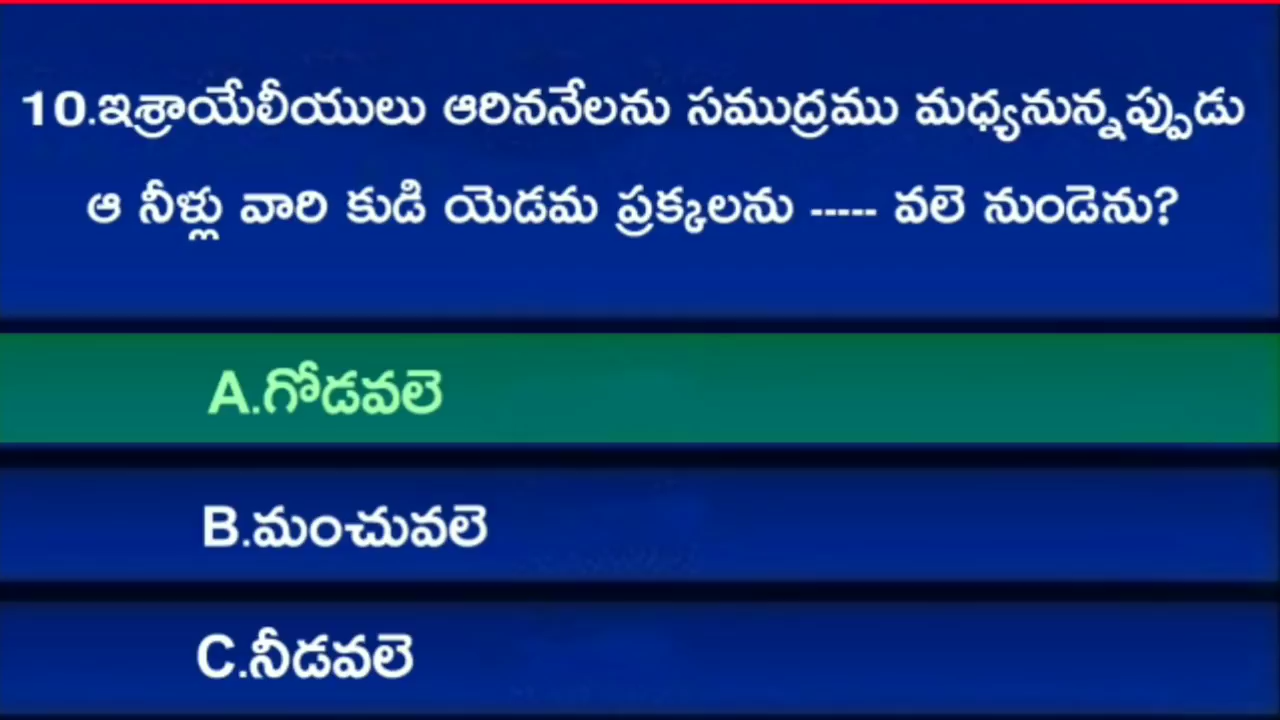 10.ఇశ్రాయేలీయులు ఆరిననేలను సముద్రము మధ్యనున్నప్పుడు
ఆ నీళ్లు వారి కుడి యెడమ ప్రక్కలను ----- వలె నుండెను?
A.గోడవలె
B.మంచువలె
C.నీడవలె